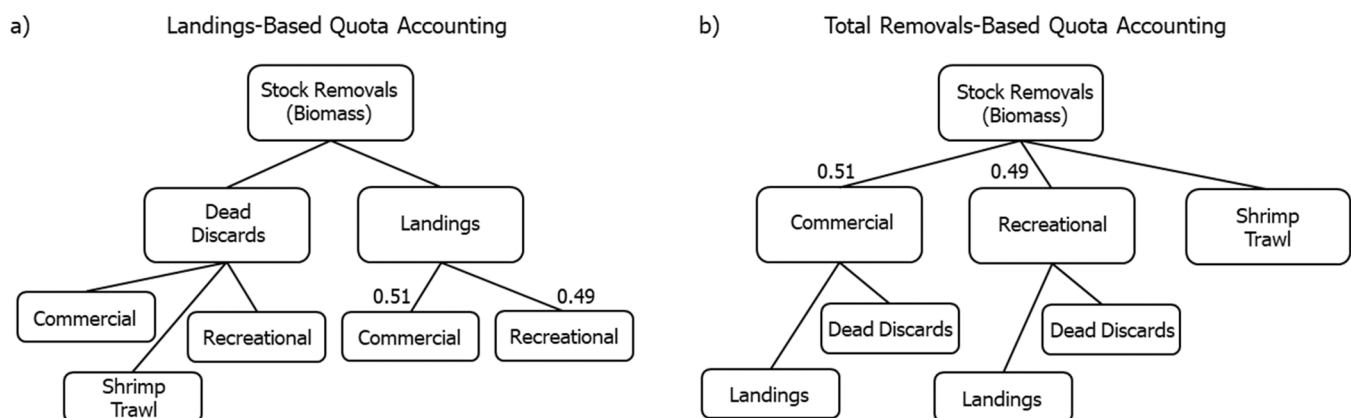 a)
Landings-Based Quota Accounting
Stock Removals
(Biomass)
Dead
Discards
Landings
0.51
0.49
Commercial
Recreational
Commercial
Recreational
Shrimp
Trawl
b)
Total Removals-Based Quota Accounting
Stock Removals
(Biomass)
0.51
0.49
Commercial
Recreational
Shrimp
Trawl
Dead Discards
Dead Discards
Landings
Landings